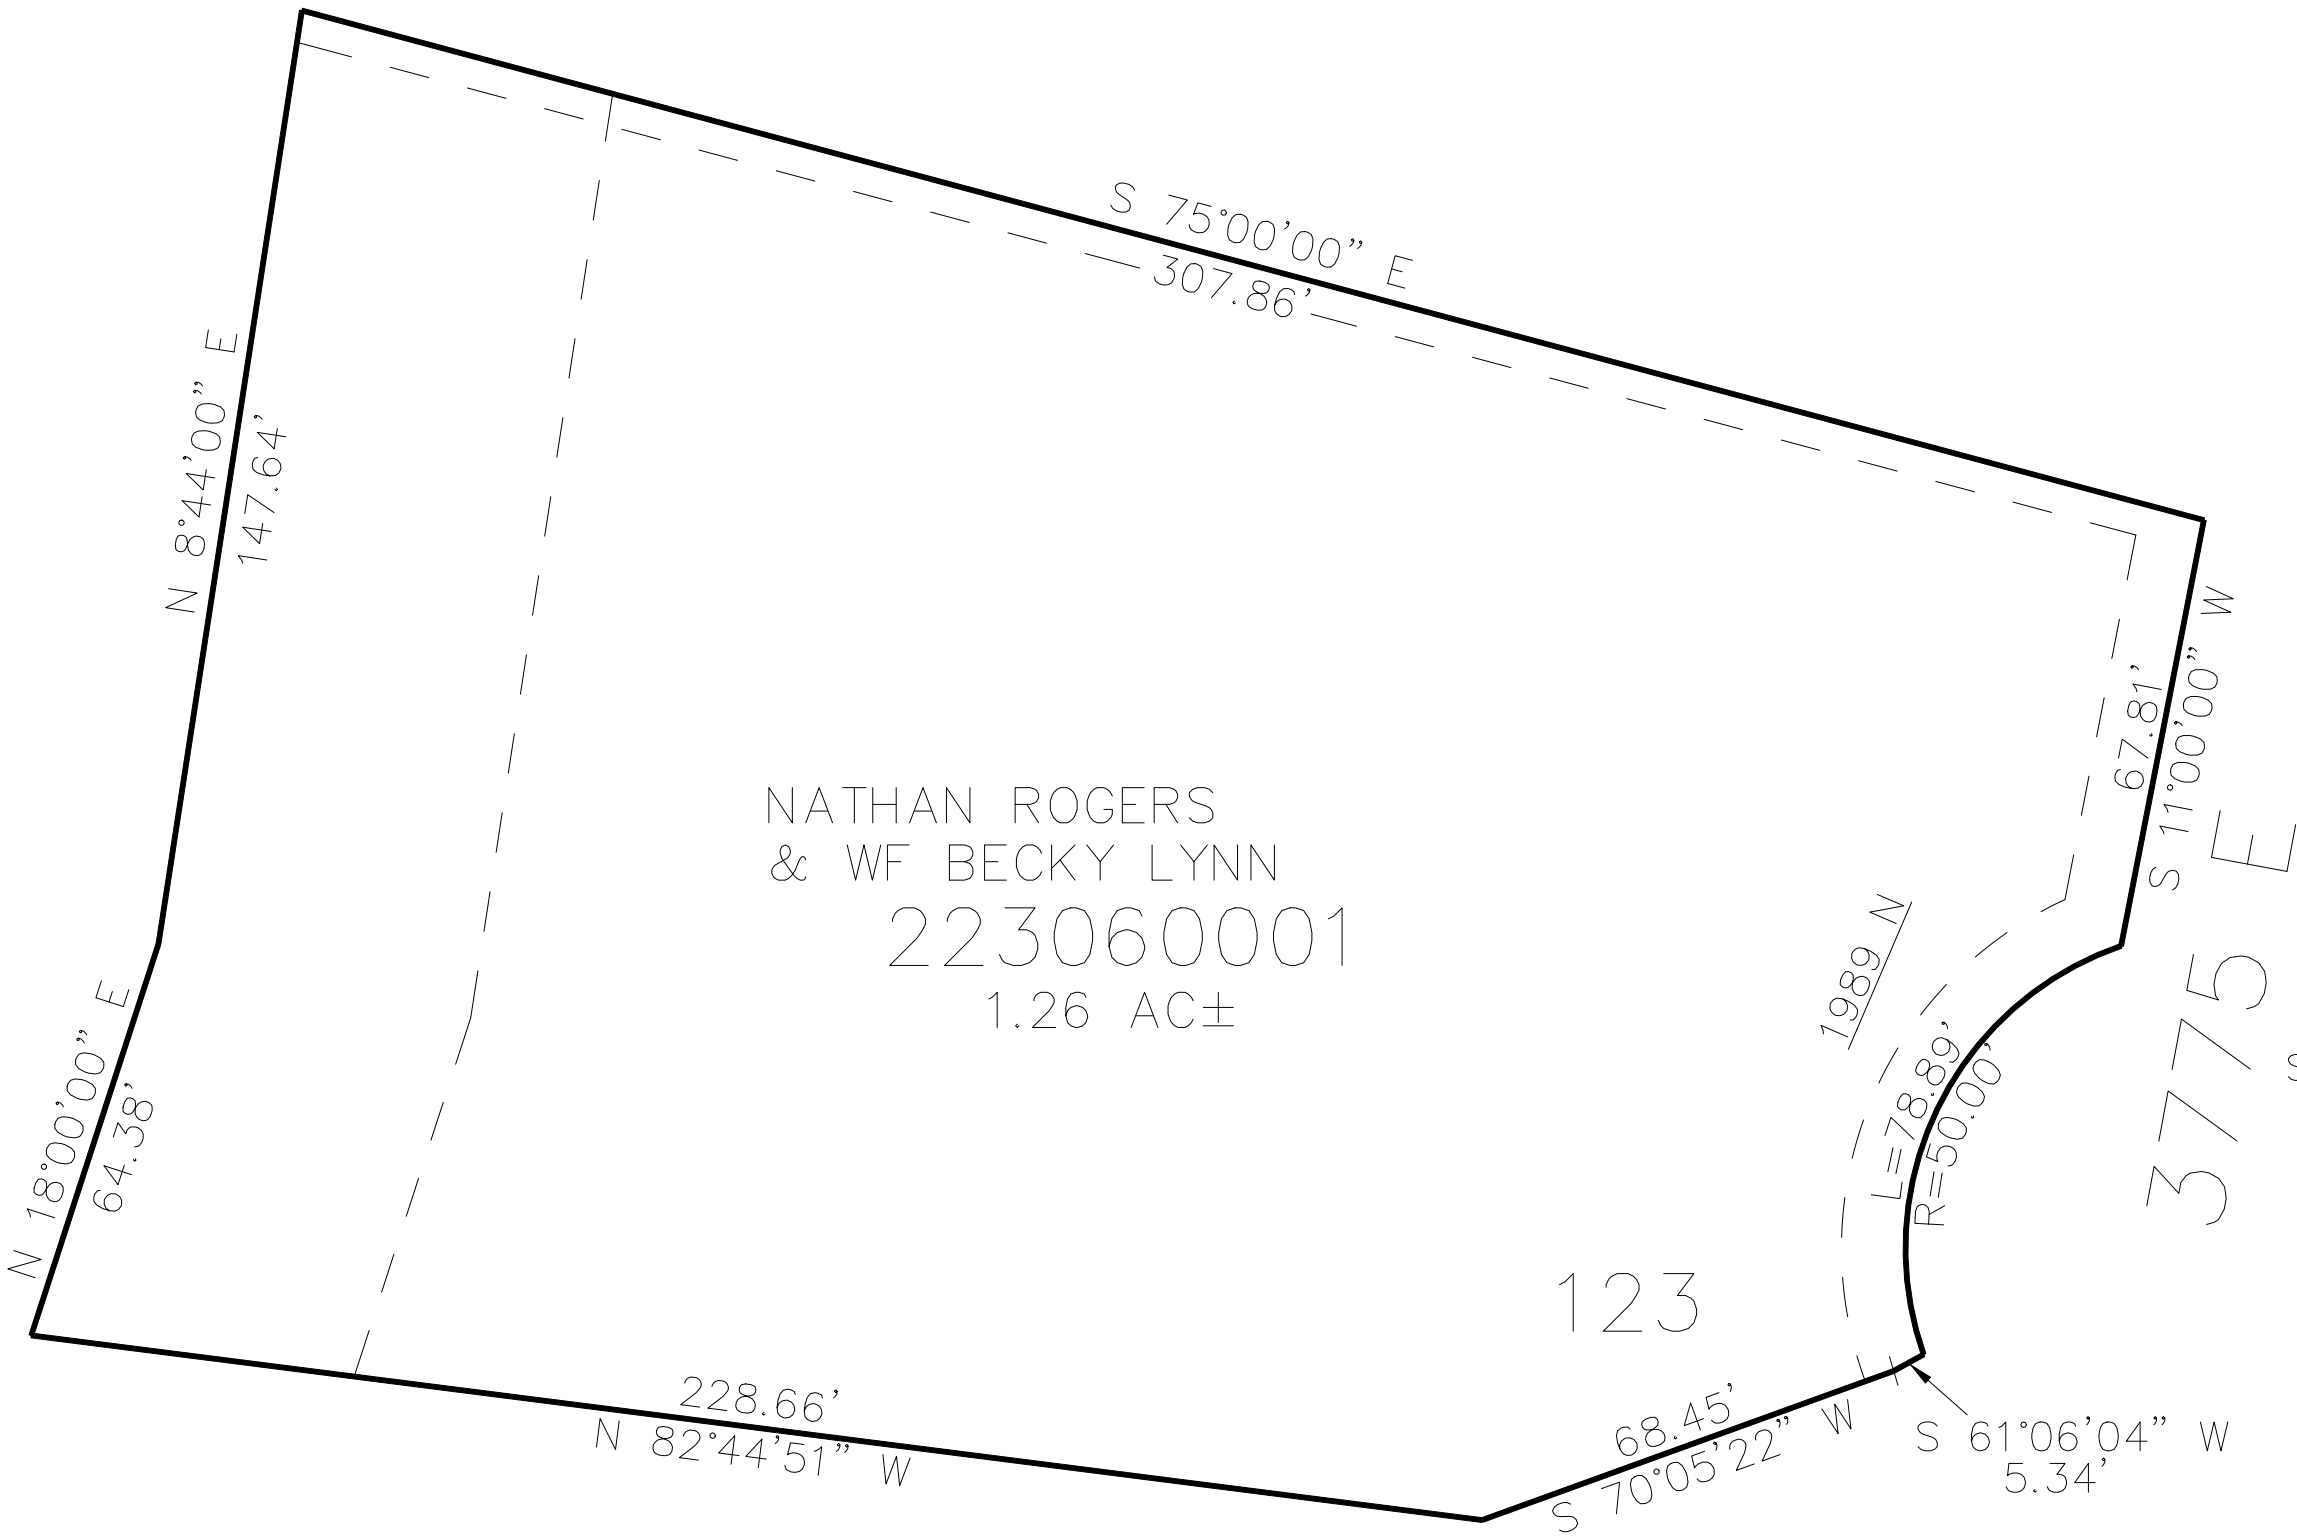 S 75°00'00" E
307.86'
N 8°44'00" E
147.64'
67.81'
S 11°00'00" W
NATHAN ROGERS
& WF BECKY LYNN
223060001
1.26 AC±
1989 N
3775 E
S
N 18°00'00" E
64.38'
L=78.89'
R=50.00'
123
228.66'
N 82°44'51" W
68.45'
S 70°05'22" W
S 61°06'04" W
5.34'